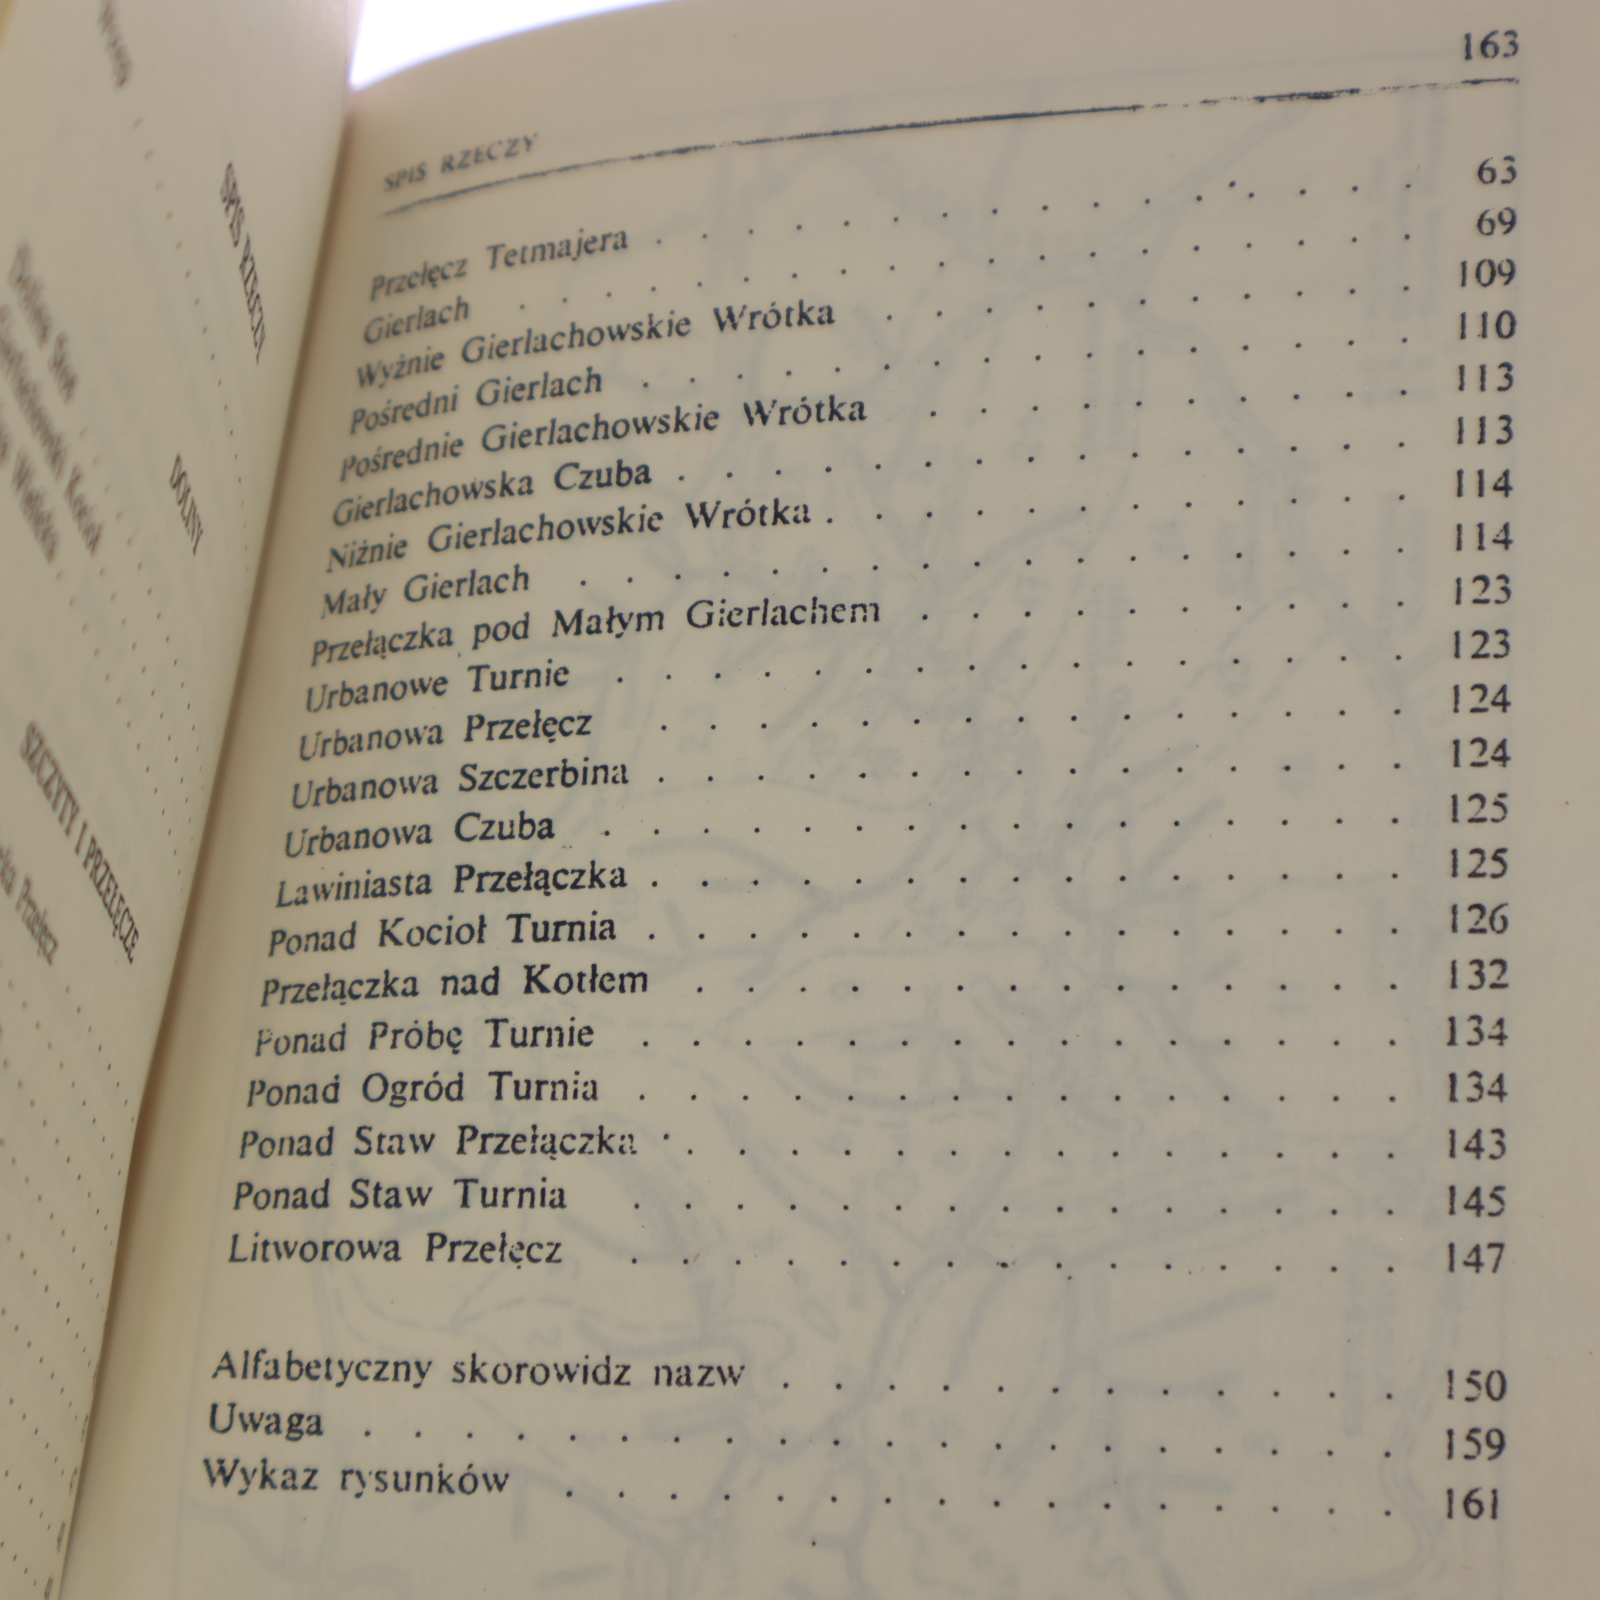 SPIS RZECZY
DOLINY
SZCZYTY I PRZEŁĘCZE
163
SPIS RZECZY
Przełęcz Tetmajera . . . . . . . . . . . . . . . . 63
Gierlach . . . . . . . . . . . . . . . . . . . 69
Wyżnie Gierlachowskie Wrótka . . . . . . . . . . . 109
Pośredni Gierlach . . . . . . . . . . . . . . . . 110
Pośrednie Gierlachowskie Wrótka . . . . . . . . . . 113
Gierlachowska Czuba . . . . . . . . . . . . . . . 113
Niżnie Gierlachowskie Wrótka . . . . . . . . . . . . 114
Mały Gierlach . . . . . . . . . . . . . . . . . 114
Przełączka pod Małym Gierlachem . . . . . . . . . . 123
Urbanowe Turnie . . . . . . . . . . . . . . . . 123
Urbanowa Przełęcz . . . . . . . . . . . . . . . 124
Urbanowa Szczerbina . . . . . . . . . . . . . . . 124
Urbanowa Czuba . . . . . . . . . . . . . . . . 125
Lawiniasta Przełączka . . . . . . . . . . . . . . . 125
Ponad Kocioł Turnia . . . . . . . . . . . . . . . 126
Przełączka nad Kotłem . . . . . . . . . . . . . . 132
Ponad Próbę Turnie . . . . . . . . . . . . . . . 134
Ponad Ogród Turnia . . . . . . . . . . . . . . . 134
Ponad Staw Przełączka . . . . . . . . . . . . . . . 143
Ponad Staw Turnia . . . . . . . . . . . . . . . 145
Litworowa Przełęcz . . . . . . . . . . . . . . . 147
Alfabetyczny skorowidz nazw . . . . . . . . . . . . 150
Uwaga . . . . . . . . . . . . . . . . . . . . 159
Wykaz rysunków . . . . . . . . . . . . . . . . 161